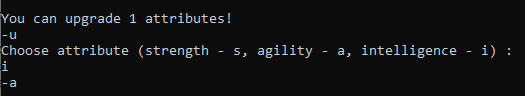 You can upgrade 1 attributes!
-u
Choose attribute (strength - s, agility - a, intelligence - i) :
i
-a